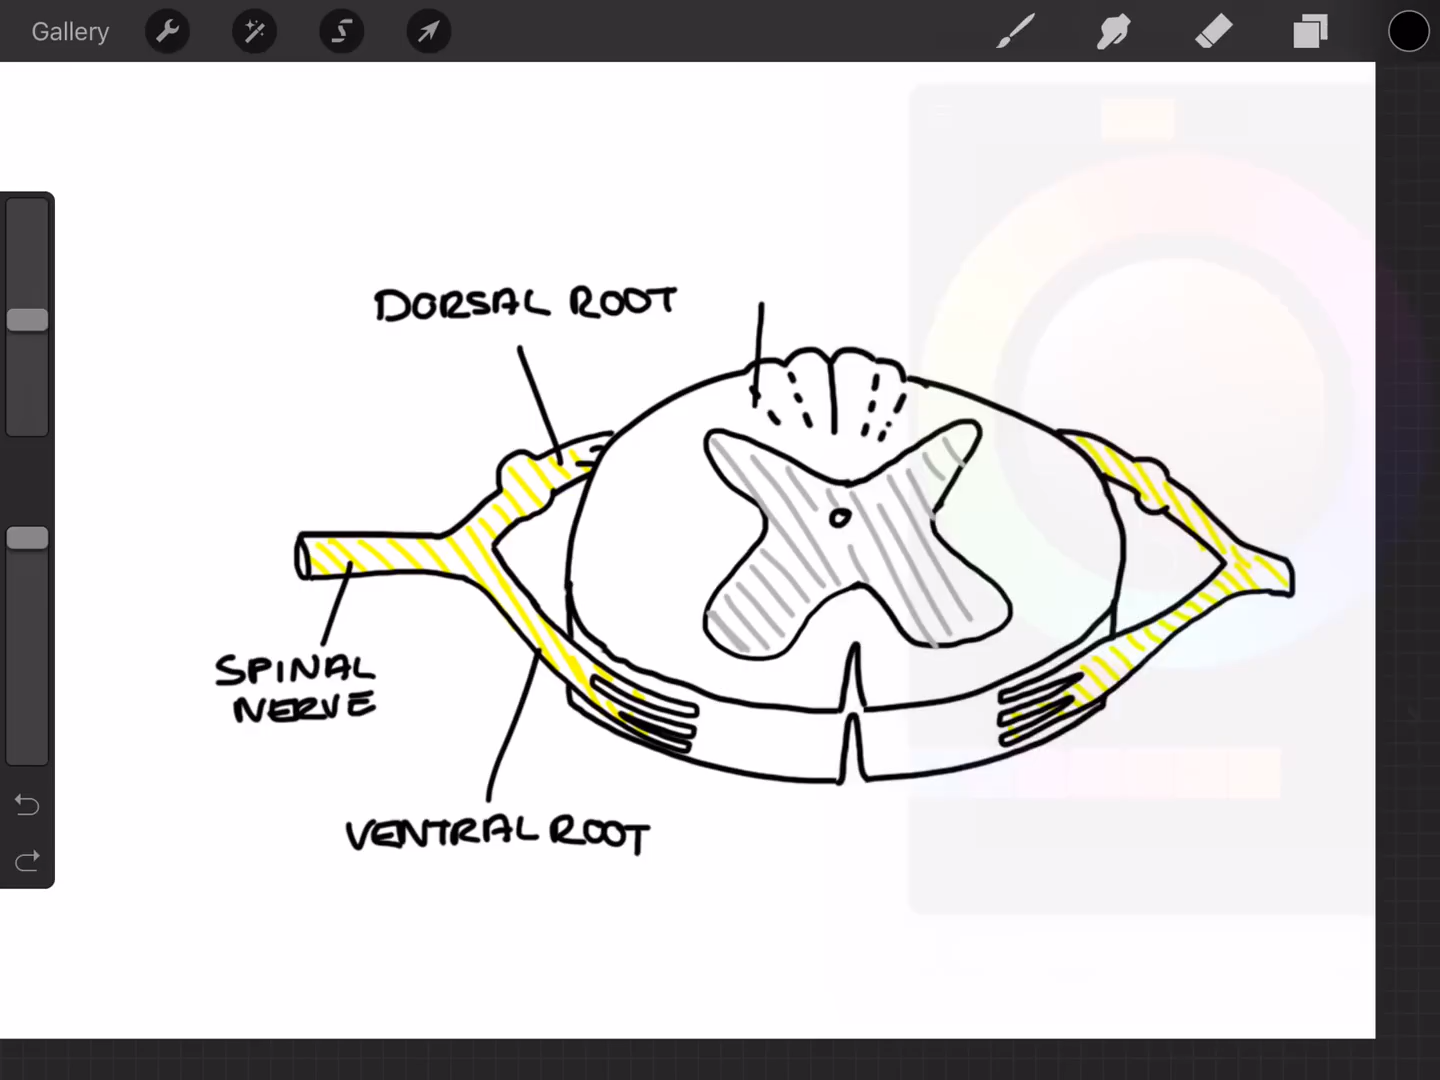 Gallery
DORSAL ROOT
SPINAL
NERVE
VENTRAL ROOT